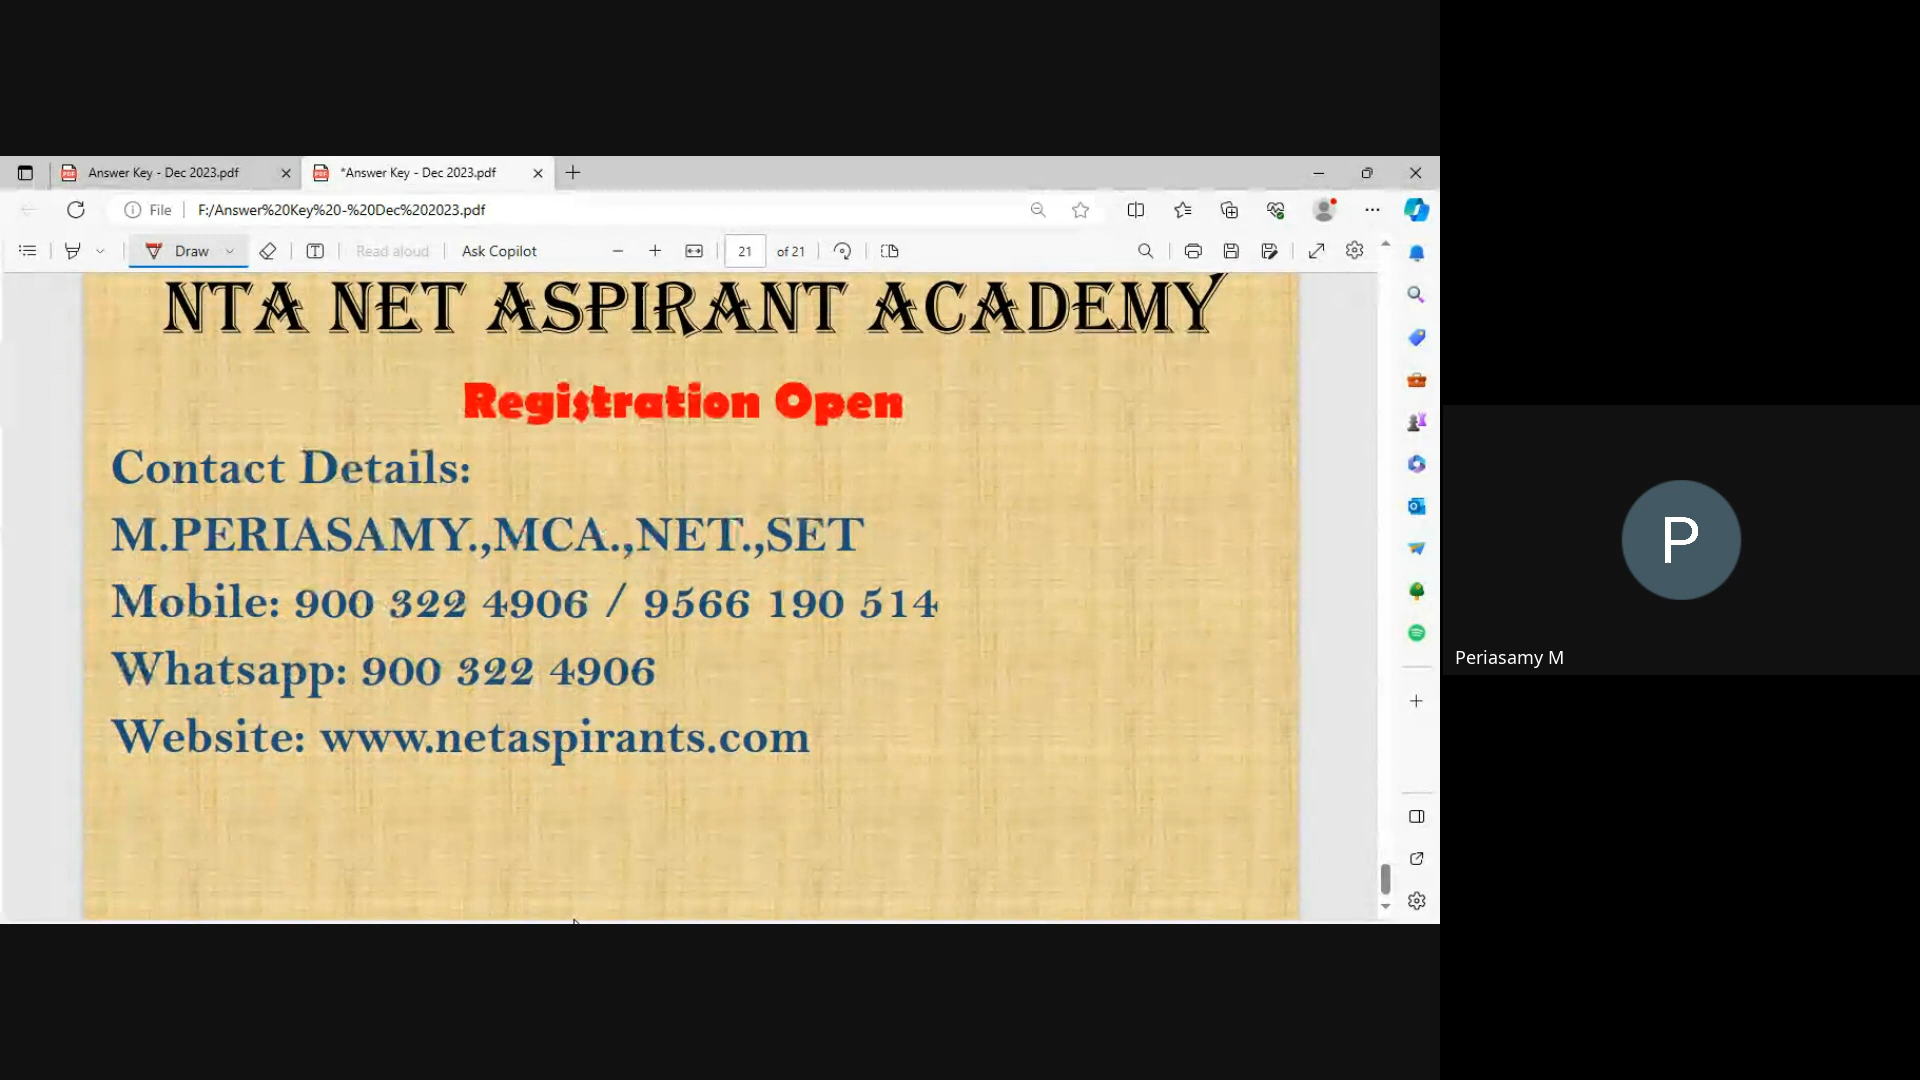 Answer Key - Dec 2023.pdf
*Answer Key - Dec 2023.pdf
File
F:/Answer%20Key%20-%20Dec%202023.pdf
Draw
Read aloud
Ask Copilot
21 of 21
NTA NET ASPIRANT ACADEMY
Registration Open
Contact Details:
M.PERIASAMY.,MCA.,NET.,SET
Mobile: 900 322 4906 / 9566 190 514
Whatsapp: 900 322 4906
Website: www.netaspirants.com
P
Periasamy M